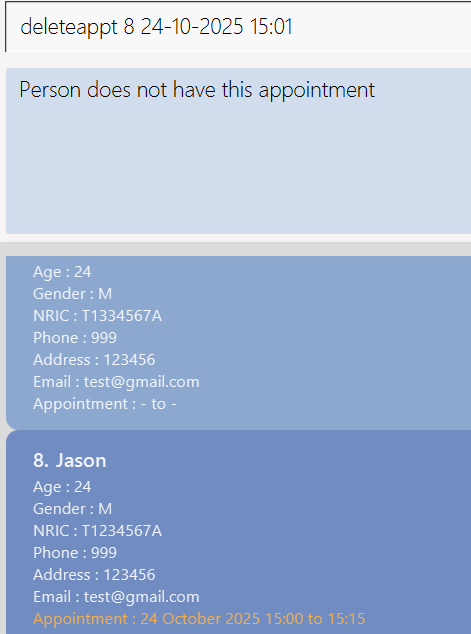 deleteappt 8 24-10-2025 15:01
Person does not have this appointment
Age : 24
Gender : M
NRIC : T1334567A
Phone : 999
Address : 123456
Email : test@gmail.com
Appointment : - to -
8. Jason
Age : 24
Gender : M
NRIC : T1234567A
Phone : 999
Address : 123456
Email : test@gmail.com
Appointment : 24 October 2025 15:00 to 15:15